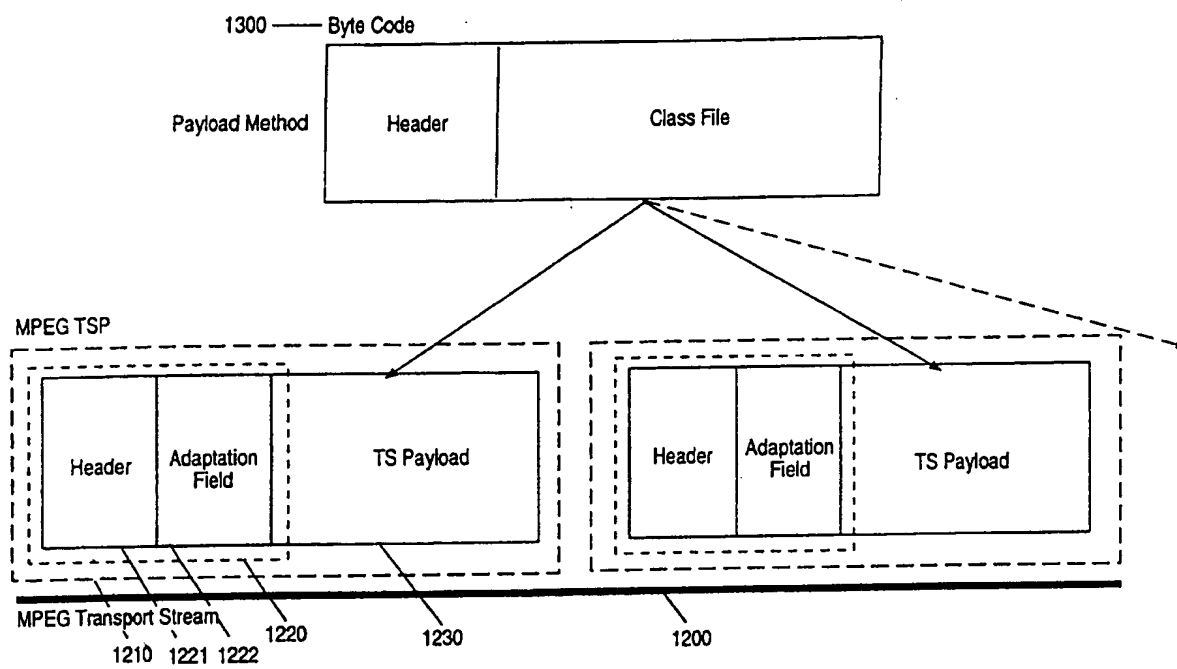 1300 Byte Code
Payload Method
Header
Class File
MPEG TSP
Header
Adaptation
Field
TS Payload
Header
Adaptation
Field
TS Payload
MPEG Transport Stream
1210
1221
1222
1220
1230
1200